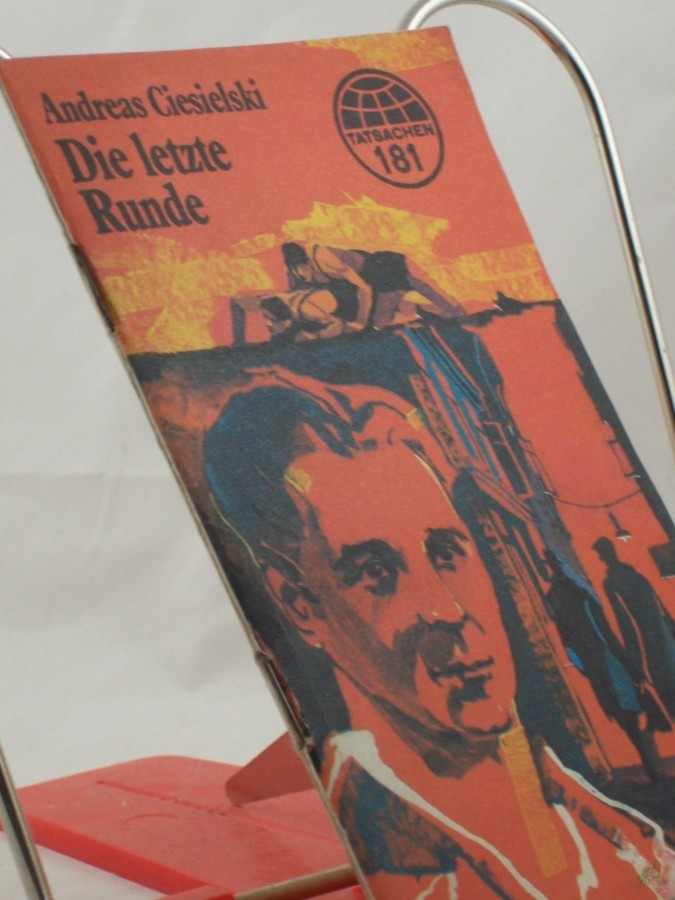 Andreas Ciesielski
Die letzte
Runde
TATSACHEN
181